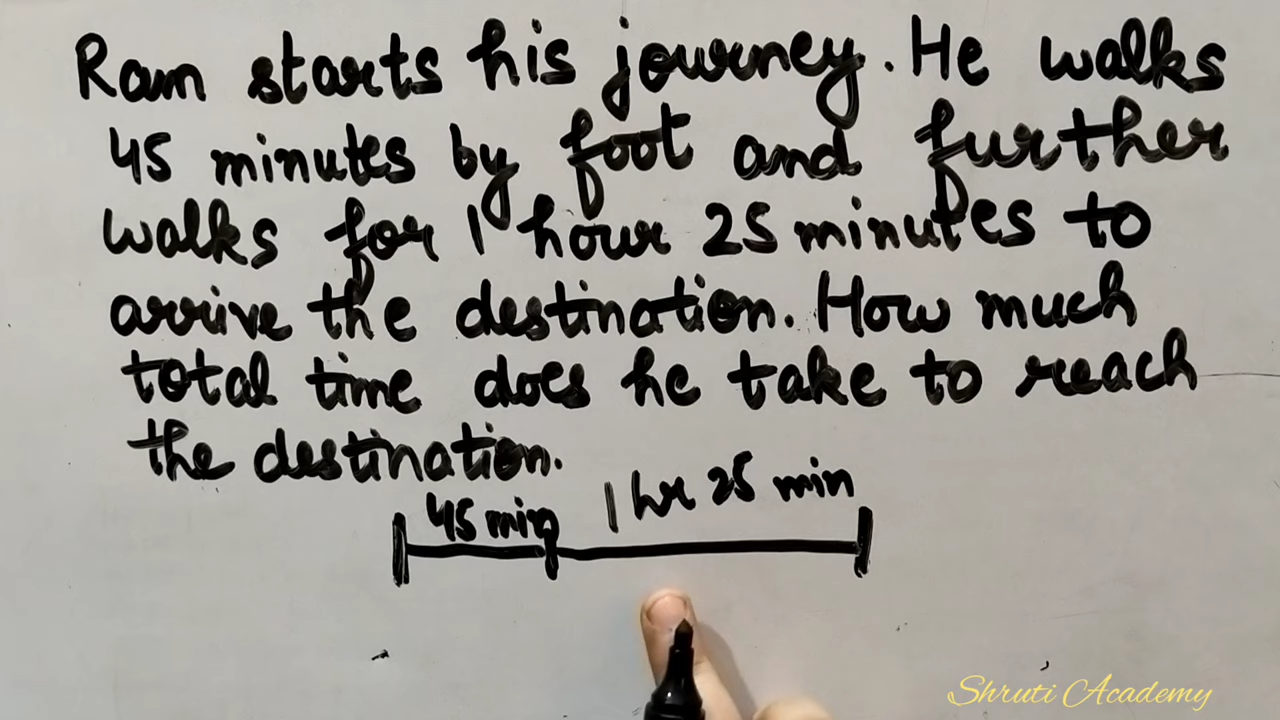 Ram starts his journey. He walks
45 minutes by foot and further
walks for 1 hour 25 minutes to
arrive the destination. How much
total time does he take to reach
the destination.
45 min 1 hr 25 min
Shruti Academy